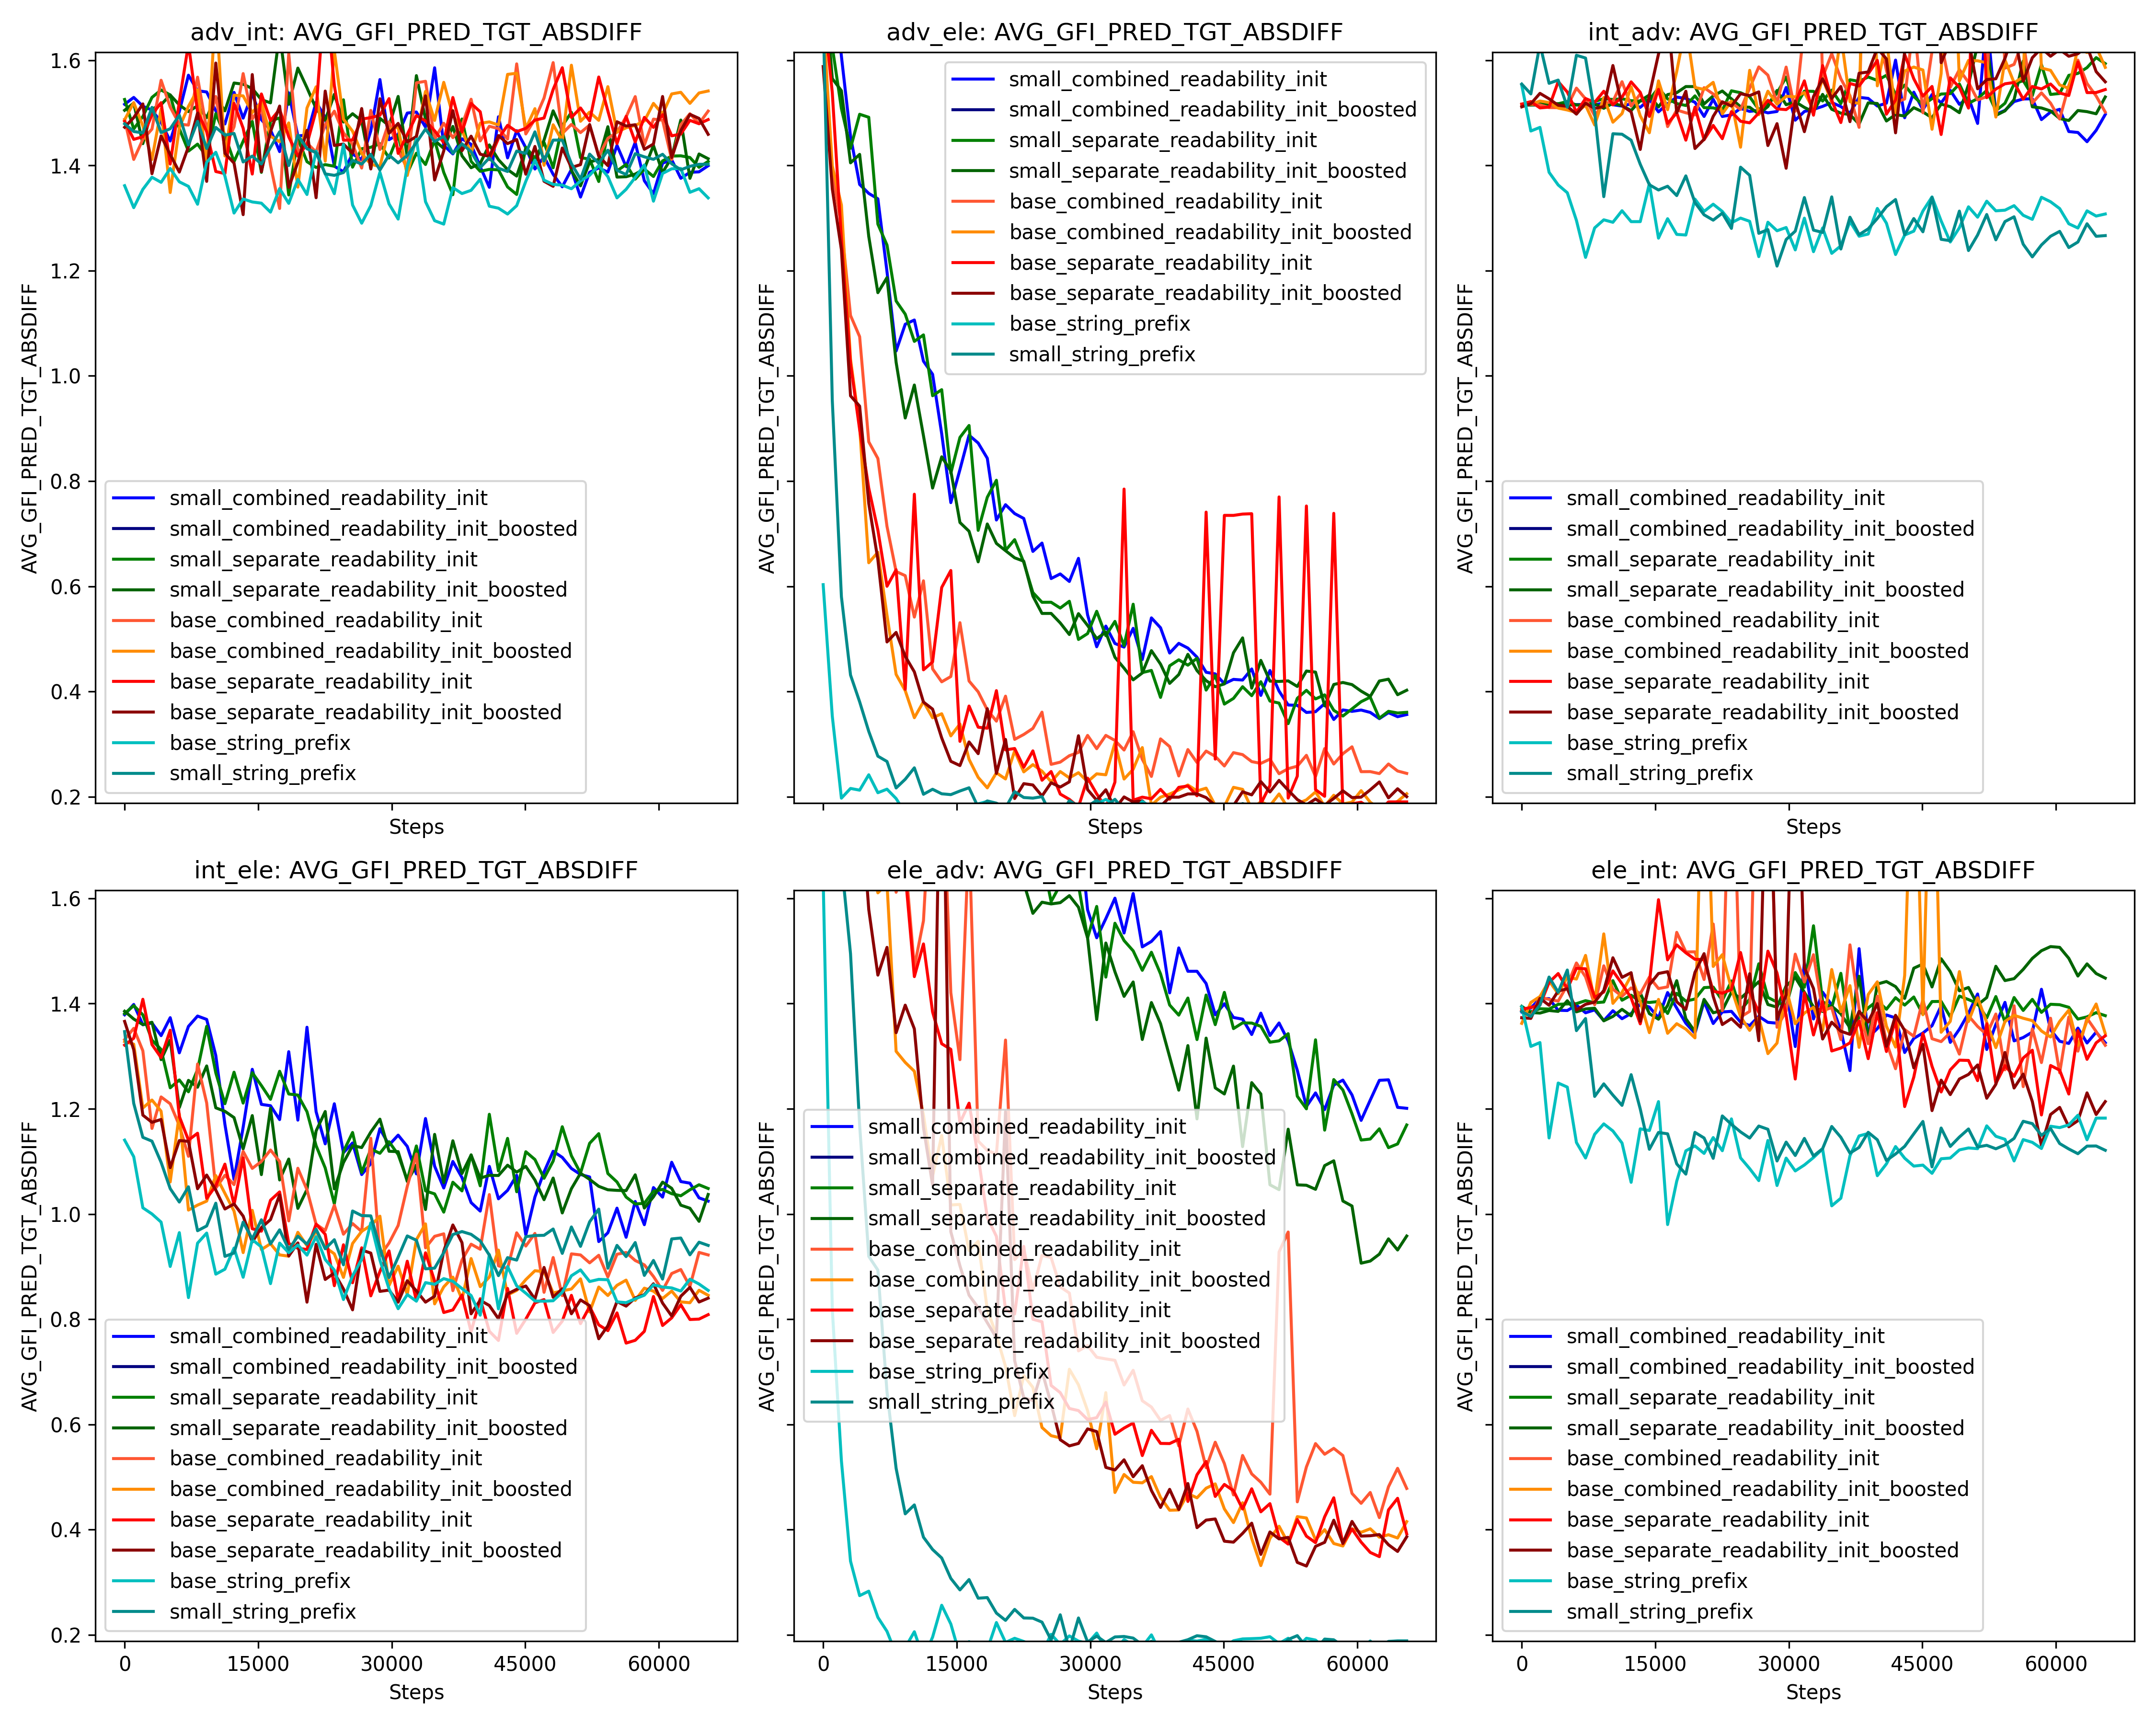 adv_int: AVG_GFI_PRED_TGT_ABSDIFF
AVG_GFI_PRED_TGT_ABSDIFF
1.6
1.4
1.2
1.0
0.8
0.6
0.4
0.2
small_combined_readability_init
small_combined_readability_init_boosted
small_separate_readability_init
small_separate_readability_init_boosted
base_combined_readability_init
base_combined_readability_init_boosted
base_separate_readability_init
base_separate_readability_init_boosted
base_string_prefix
small_string_prefix
Steps
adv_ele: AVG_GFI_PRED_TGT_ABSDIFF
AVG_GFI_PRED_TGT_ABSDIFF
small_combined_readability_init
small_combined_readability_init_boosted
small_separate_readability_init
small_separate_readability_init_boosted
base_combined_readability_init
base_combined_readability_init_boosted
base_separate_readability_init
base_separate_readability_init_boosted
base_string_prefix
small_string_prefix
Steps
int_adv: AVG_GFI_PRED_TGT_ABSDIFF
AVG_GFI_PRED_TGT_ABSDIFF
small_combined_readability_init
small_combined_readability_init_boosted
small_separate_readability_init
small_separate_readability_init_boosted
base_combined_readability_init
base_combined_readability_init_boosted
base_separate_readability_init
base_separate_readability_init_boosted
base_string_prefix
small_string_prefix
Steps
int_ele: AVG_GFI_PRED_TGT_ABSDIFF
AVG_GFI_PRED_TGT_ABSDIFF
1.6
1.4
1.2
1.0
0.8
0.6
0.4
0.2
small_combined_readability_init
small_combined_readability_init_boosted
small_separate_readability_init
small_separate_readability_init_boosted
base_combined_readability_init
base_combined_readability_init_boosted
base_separate_readability_init
base_separate_readability_init_boosted
base_string_prefix
small_string_prefix
0 15000 30000 45000 60000
Steps
ele_adv: AVG_GFI_PRED_TGT_ABSDIFF
AVG_GFI_PRED_TGT_ABSDIFF
small_combined_readability_init
small_combined_readability_init_boosted
small_separate_readability_init
small_separate_readability_init_boosted
base_combined_readability_init
base_combined_readability_init_boosted
base_separate_readability_init
base_separate_readability_init_boosted
base_string_prefix
small_string_prefix
0 15000 30000 45000 60000
Steps
ele_int: AVG_GFI_PRED_TGT_ABSDIFF
AVG_GFI_PRED_TGT_ABSDIFF
small_combined_readability_init
small_combined_readability_init_boosted
small_separate_readability_init
small_separate_readability_init_boosted
base_combined_readability_init
base_combined_readability_init_boosted
base_separate_readability_init
base_separate_readability_init_boosted
base_string_prefix
small_string_prefix
0 15000 30000 45000 60000
Steps